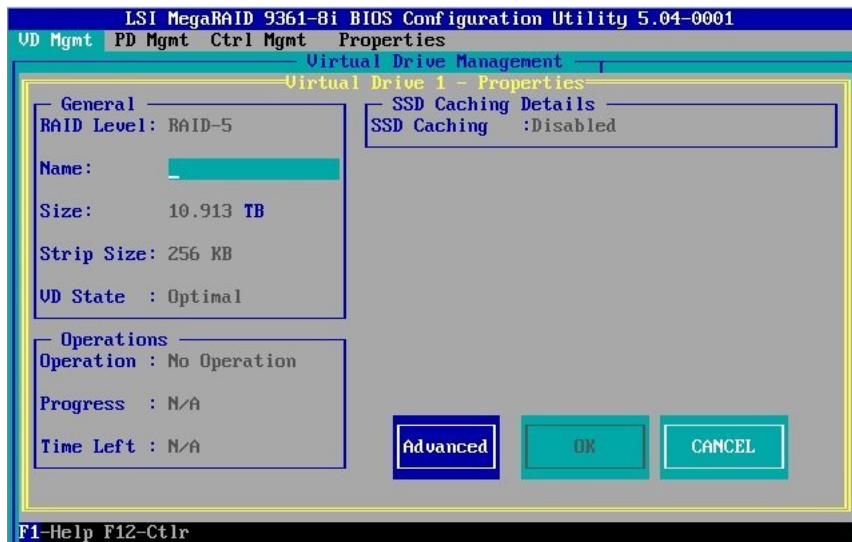 LSI MegaRAID 9361-8i BIOS Configuration Utility 5.04-0001
VD Mgmt PD Mgmt Ctrl Mgmt Properties
Virtual Drive Management
Virtual Drive 1 - Properties
General
RAID Level: RAID-5
Name:
Size: 10.913 TB
Strip Size: 256 KB
VD State : Optimal
SSD Caching Details
SSD Caching :Disabled
Operations
Operation : No Operation
Progress : N/A
Time Left : N/A
Advanced
OK
CANCEL
F1-Help F12-Ctlr